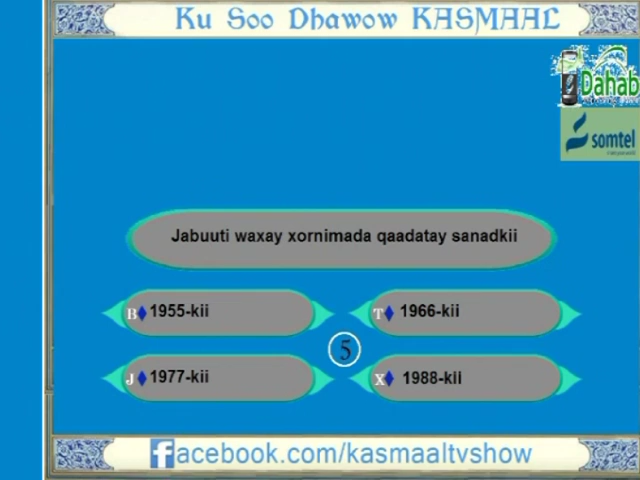 Ku Soo Dhawow KASMAAL
Dahab
somtel
Jabuuti waxay xornimada qaadatay sanadkii
B 1955-kii
T 1966-kii
5
J 1977-kii
X 1988-kii
facebook.com/kasmaaltvshow